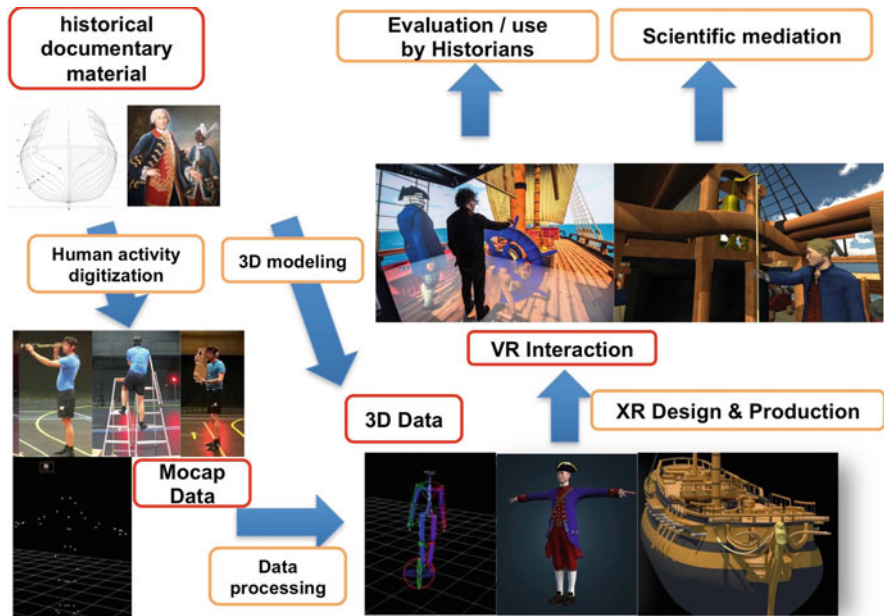 historical
documentary
material
Evaluation / use
by Historians
Scientific mediation
Human activity
digitization
3D modeling
VR Interaction
XR Design & Production
3D Data
Mocap
Data
Data
processing